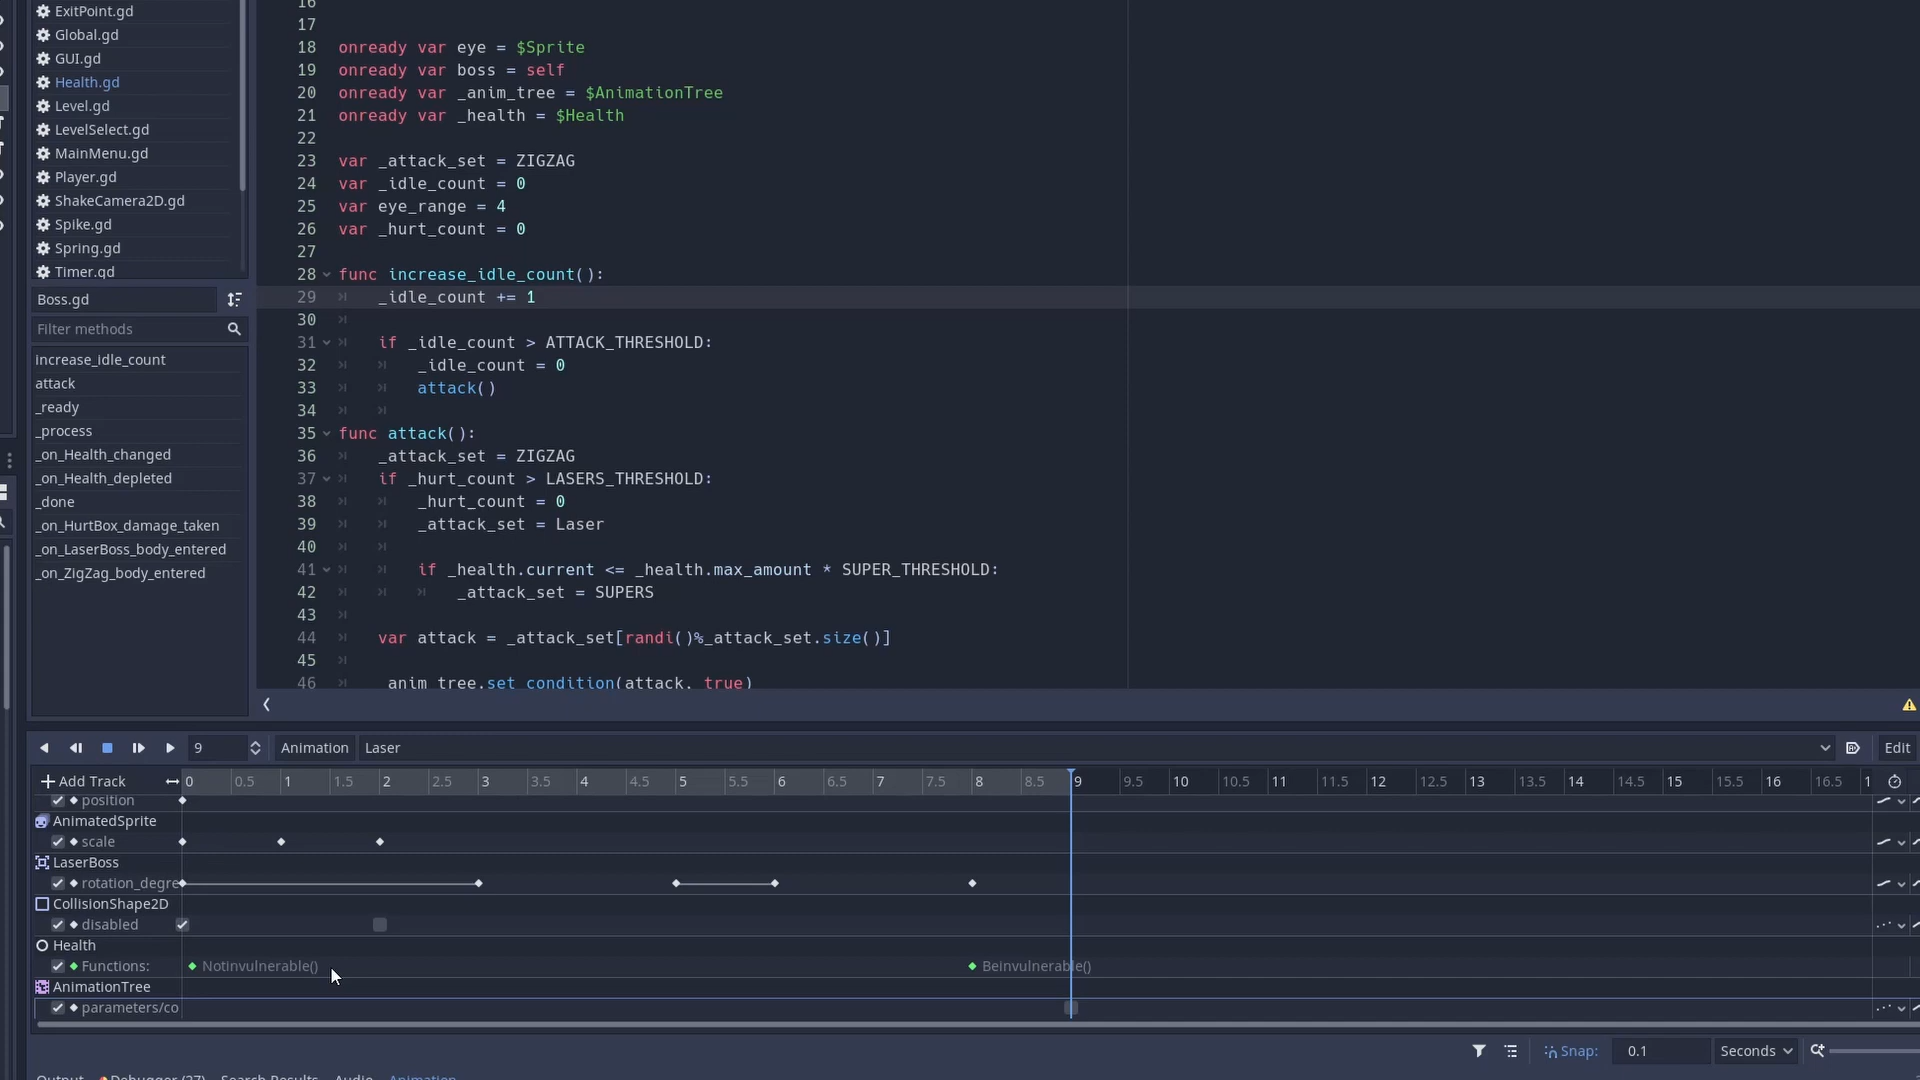 ExitPoint.gd
Global.gd
GUI.gd
Health.gd
Level.gd
LevelSelect.gd
MainMenu.gd
Player.gd
ShakeCamera2D.gd
Spike.gd
Spring.gd
Timer.gd
Boss.gd
Filter methods
increase_idle_count
attack
_ready
_process
_on_Health_changed
_on_Health_depleted
_done
_on_HurtBox_damage_taken
_on_LaserBoss_body_entered
_on_ZigZag_body_entered
16
17
18 onready var eye = $Sprite
19 onready var boss = self
20 onready var _anim_tree = $AnimationTree
21 onready var _health = $Health
22
23 var _attack_set = ZIGZAG
24 var _idle_count = 0
25 var eye_range = 4
26 var _hurt_count = 0
27
28 func increase_idle_count():
29 _idle_count += 1
30
31 if _idle_count > ATTACK_THRESHOLD:
32 _idle_count = 0
33 attack()
34
35 func attack():
36 _attack_set = ZIGZAG
37 if _hurt_count > LASERS_THRESHOLD:
38 _hurt_count = 0
39 _attack_set = Laser
40
41 if _health.current <= _health.max_amount * SUPER_THRESHOLD:
42 _attack_set = SUPERS
43
44 var attack = _attack_set[randi()%_attack_set.size()]
45
46 _anim_tree.set_condition(attack, true)
9 Animation Laser Edit
Add Track 0 0.5 1 1.5 2 2.5 3 3.5 4 4.5 5 5.5 6 6.5 7 7.5 8 8.5 9 9.5 10 10.5 11 11.5 12 12.5 13 13.5 14 14.5 15 15.5 16 16.5 1
position
AnimatedSprite
scale
LaserBoss
rotation_degre
CollisionShape2D
disabled
Health
Functions: Notinvulnerable() Beinvulnerable()
AnimationTree
parameters/co
Snap: 0.1 Seconds
Output Debugger (37) Search Results Audio Animation